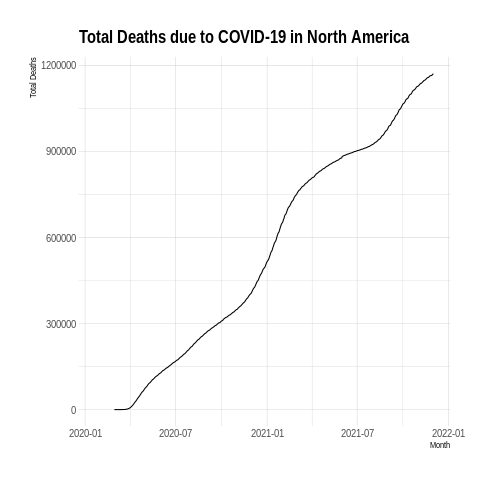 Total Deaths due to COVID-19 in North America
Total Deaths
1200000
900000
600000
300000
0
2020-01 2020-07 2021-01 2021-07 2022-01
Month